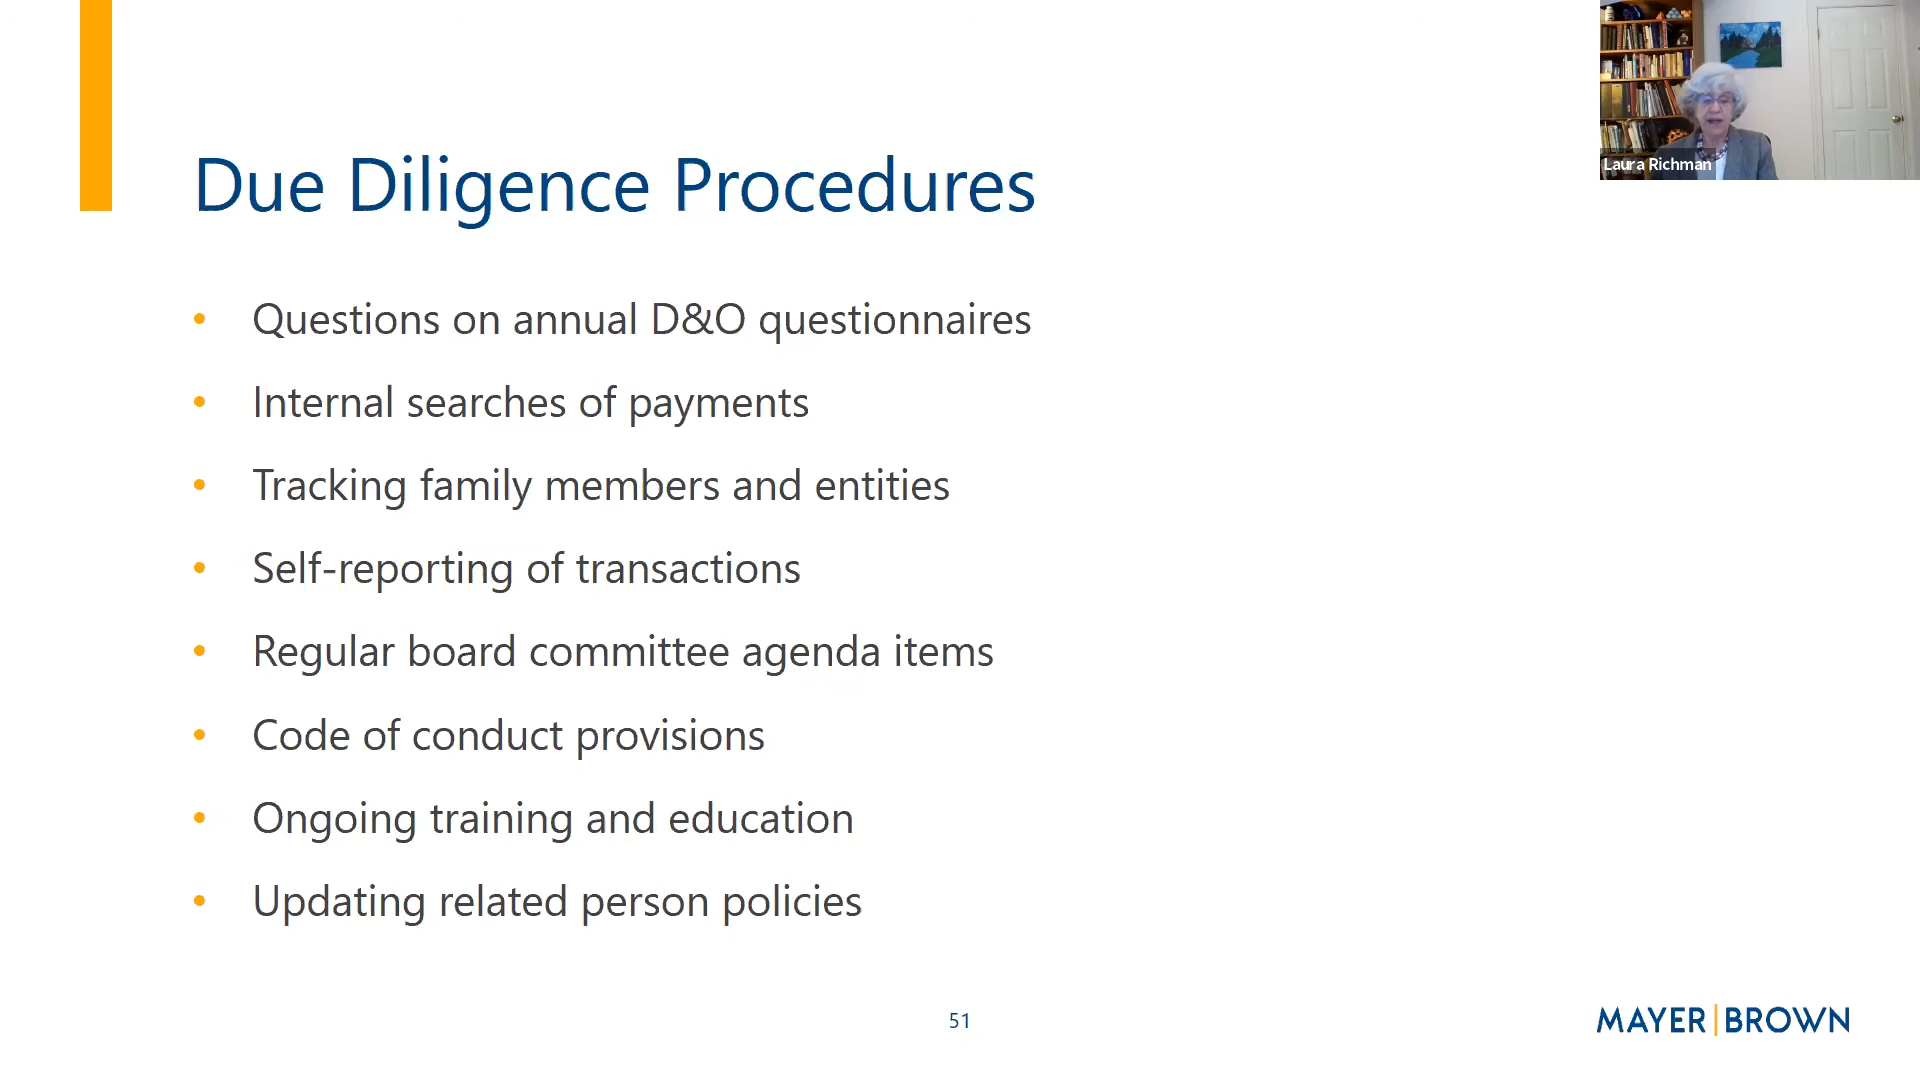 Laura Richman
Due Diligence Procedures
• Questions on annual D&O questionnaires
• Internal searches of payments
• Tracking family members and entities
• Self-reporting of transactions
• Regular board committee agenda items
• Code of conduct provisions
• Ongoing training and education
• Updating related person policies
51
MAYER | BROWN